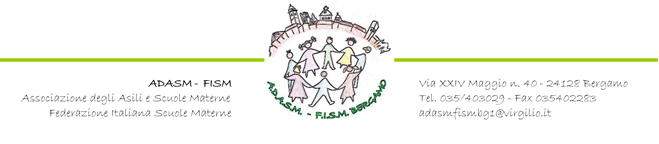 ADASM - FISM
Associazione degli Asili e Scuole Materne
Federazione Italiana Scuole Materne
A.D.A.S.M. - F.I.S.M. BERGAMO
Via XXIV Maggio n. 40 - 24128 Bergamo
Tel. 035/403029 - Fax 035402283
adasmfismbg1@virgilio.it